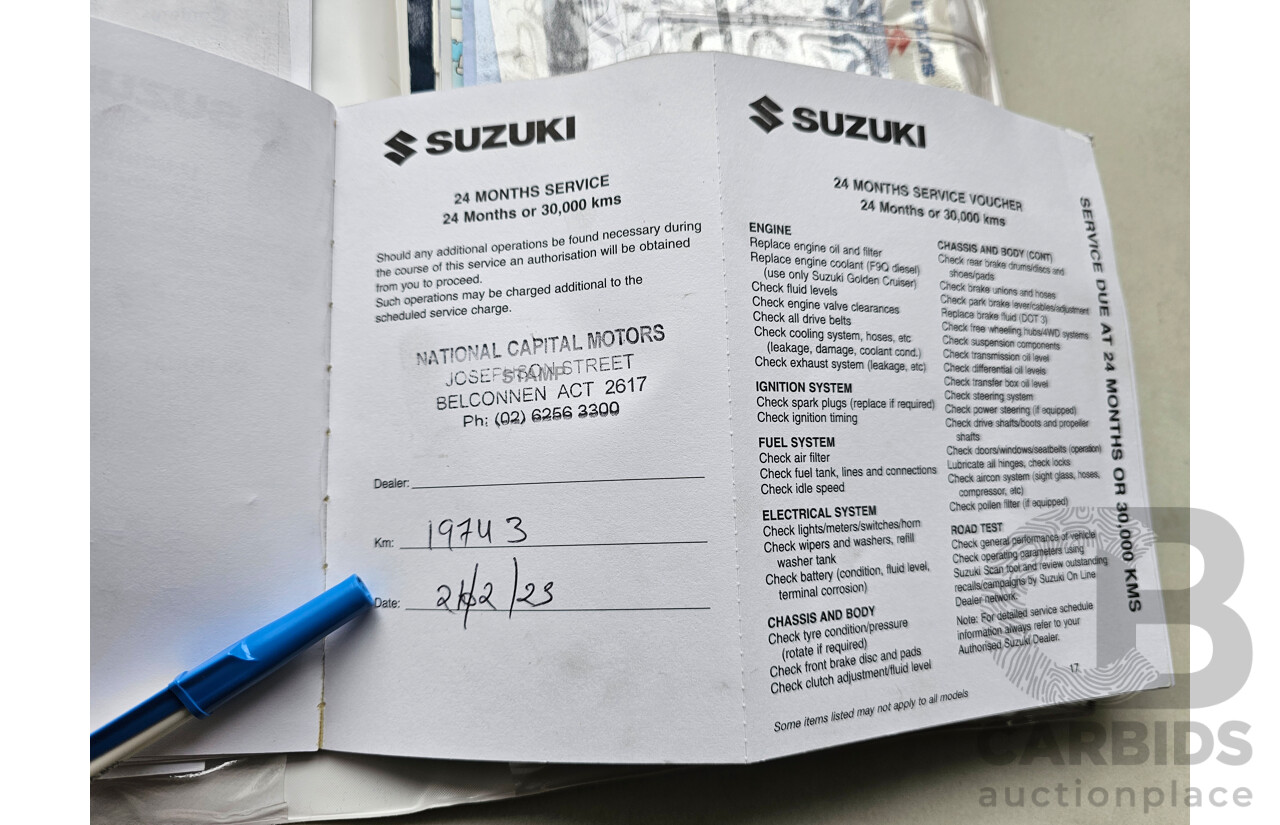 SUZUKI
24 MONTHS SERVICE
24 Months or 30,000 kms
Should any additional operations be found necessary during
the course of this service an authorisation will be obtained
from you to proceed.
Such operations may be charged additional to the
scheduled service charge.
NATIONAL CAPITAL MOTORS
JOSEPHSON STREET
STAMP
BELCONNEN ACT 2617
Ph: (02) 6256 3300
Dealer:
Km: 19743
Date:
SUZUKI
24 MONTHS SERVICE VOUCHER
24 Months or 30,000 kms
ENGINE
Replace engine oil and filter
Replace engine coolant (F9Q diesel)
(use only Suzuki Golden Cruiser)
Check fluid levels
Check engine valve clearances
Check all drive belts
Check cooling system, hoses, etc
(leakage, damage, coolant cond.)
Check exhaust system (leakage, etc)
IGNITION SYSTEM
Check spark plugs (replace if required)
Check ignition timing
FUEL SYSTEM
Check air filter
Check fuel tank, lines and connections
Check idle speed
ELECTRICAL SYSTEM
Check lights/meters/switches/horn
Check wipers and washers, refill
washer tank
Check battery (condition, fluid level,
terminal corrosion)
CHASSIS AND BODY
Check tyre condition/pressure
(rotate if required)
Check front brake disc and pads
Check clutch adjustment/fluid level
Some items listed may not apply to all models
CHASSIS AND BODY (CONT)
Check rear brake drums/discs and
shoes/pads
Check brake unions and hoses
Check park brake lever/cables/adjustment
Replace brake fluid (DOT 3)
Check free wheeling hubs/4WD systems
Check suspension components
Check transmission oil level
Check differential oil levels
Check transfer box oil level
Check steering system
Check power steering (if equipped)
Check drive shafts/boots and propeller
shafts
Check doors/windows/seatbelts (operation)
Lubricate all hinges, check locks
Check aircon system (sight glass, hoses,
compressor, etc)
Check pollen filter (if equipped)
ROAD TEST
Check general performance of vehicle
Check operating parameters using
Suzuki Scan tool and review outstanding
recalls/campaigns by Suzuki On Line
Dealer network.
Note: For detailed service schedule
information always refer to your
Authorised Suzuki Dealer.
17
SERVICE DUE AT 24 MONTHS OR 30,000 KMS
CARBIDS
auctionplace